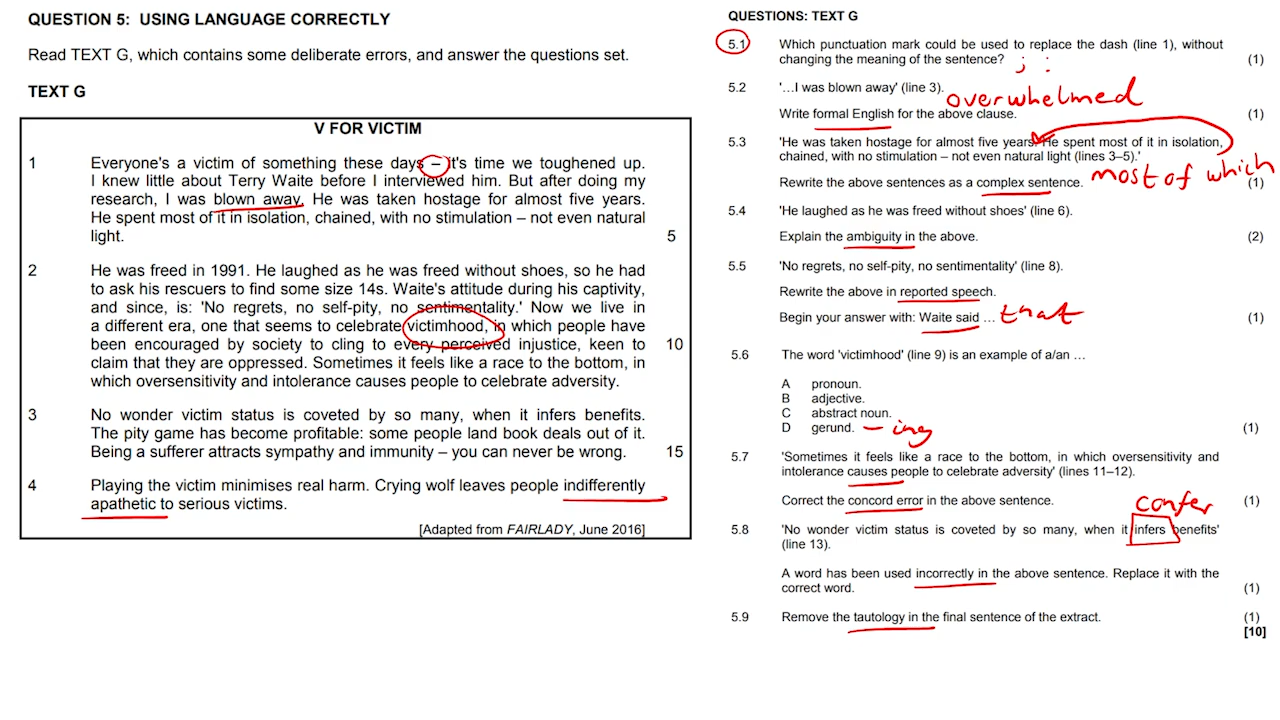 QUESTION 5: USING LANGUAGE CORRECTLY
Read TEXT G, which contains some deliberate errors, and answer the questions set.
TEXT G
V FOR VICTIM
1 Everyone's a victim of something these days – it's time we toughened up.
I knew little about Terry Waite before I interviewed him. But after doing my
research, I was blown away. He was taken hostage for almost five years.
He spent most of it in isolation, chained, with no stimulation – not even natural
light. 5
2 He was freed in 1991. He laughed as he was freed without shoes, so he had
to ask his rescuers to find some size 14s. Waite's attitude during his captivity,
and since, is: 'No regrets, no self-pity, no sentimentality.' Now we live in
a different era, one that seems to celebrate victimhood, in which people have
been encouraged by society to cling to every perceived injustice, keen to 10
claim that they are oppressed. Sometimes it feels like a race to the bottom, in
which oversensitivity and intolerance causes people to celebrate adversity.
3 No wonder victim status is coveted by so many, when it infers benefits.
The pity game has become profitable: some people land book deals out of it.
Being a sufferer attracts sympathy and immunity – you can never be wrong. 15
4 Playing the victim minimises real harm. Crying wolf leaves people indifferently
apathetic to serious victims.
[Adapted from FAIRLADY, June 2016]
QUESTIONS: TEXT G
5.1 Which punctuation mark could be used to replace the dash (line 1), without
changing the meaning of the sentence? (1)
; :
5.2 '…I was blown away' (line 3).
overwhelmed
Write formal English for the above clause. (1)
5.3 'He was taken hostage for almost five years. He spent most of it in isolation,
chained, with no stimulation – not even natural light (lines 3–5).'
most of which
Rewrite the above sentences as a complex sentence. (1)
5.4 'He laughed as he was freed without shoes' (line 6).
Explain the ambiguity in the above. (2)
5.5 'No regrets, no self-pity, no sentimentality' (line 8).
Rewrite the above in reported speech.
Begin your answer with: Waite said … that (1)
5.6 The word 'victimhood' (line 9) is an example of a/an …
A pronoun.
B adjective.
C abstract noun.
D gerund. – ing (1)
5.7 'Sometimes it feels like a race to the bottom, in which oversensitivity and
intolerance causes people to celebrate adversity' (lines 11–12).
Correct the concord error in the above sentence. (1)
confer
5.8 'No wonder victim status is coveted by so many, when it infers benefits'
(line 13).
A word has been used incorrectly in the above sentence. Replace it with the
correct word. (1)
5.9 Remove the tautology in the final sentence of the extract. (1)
[10]